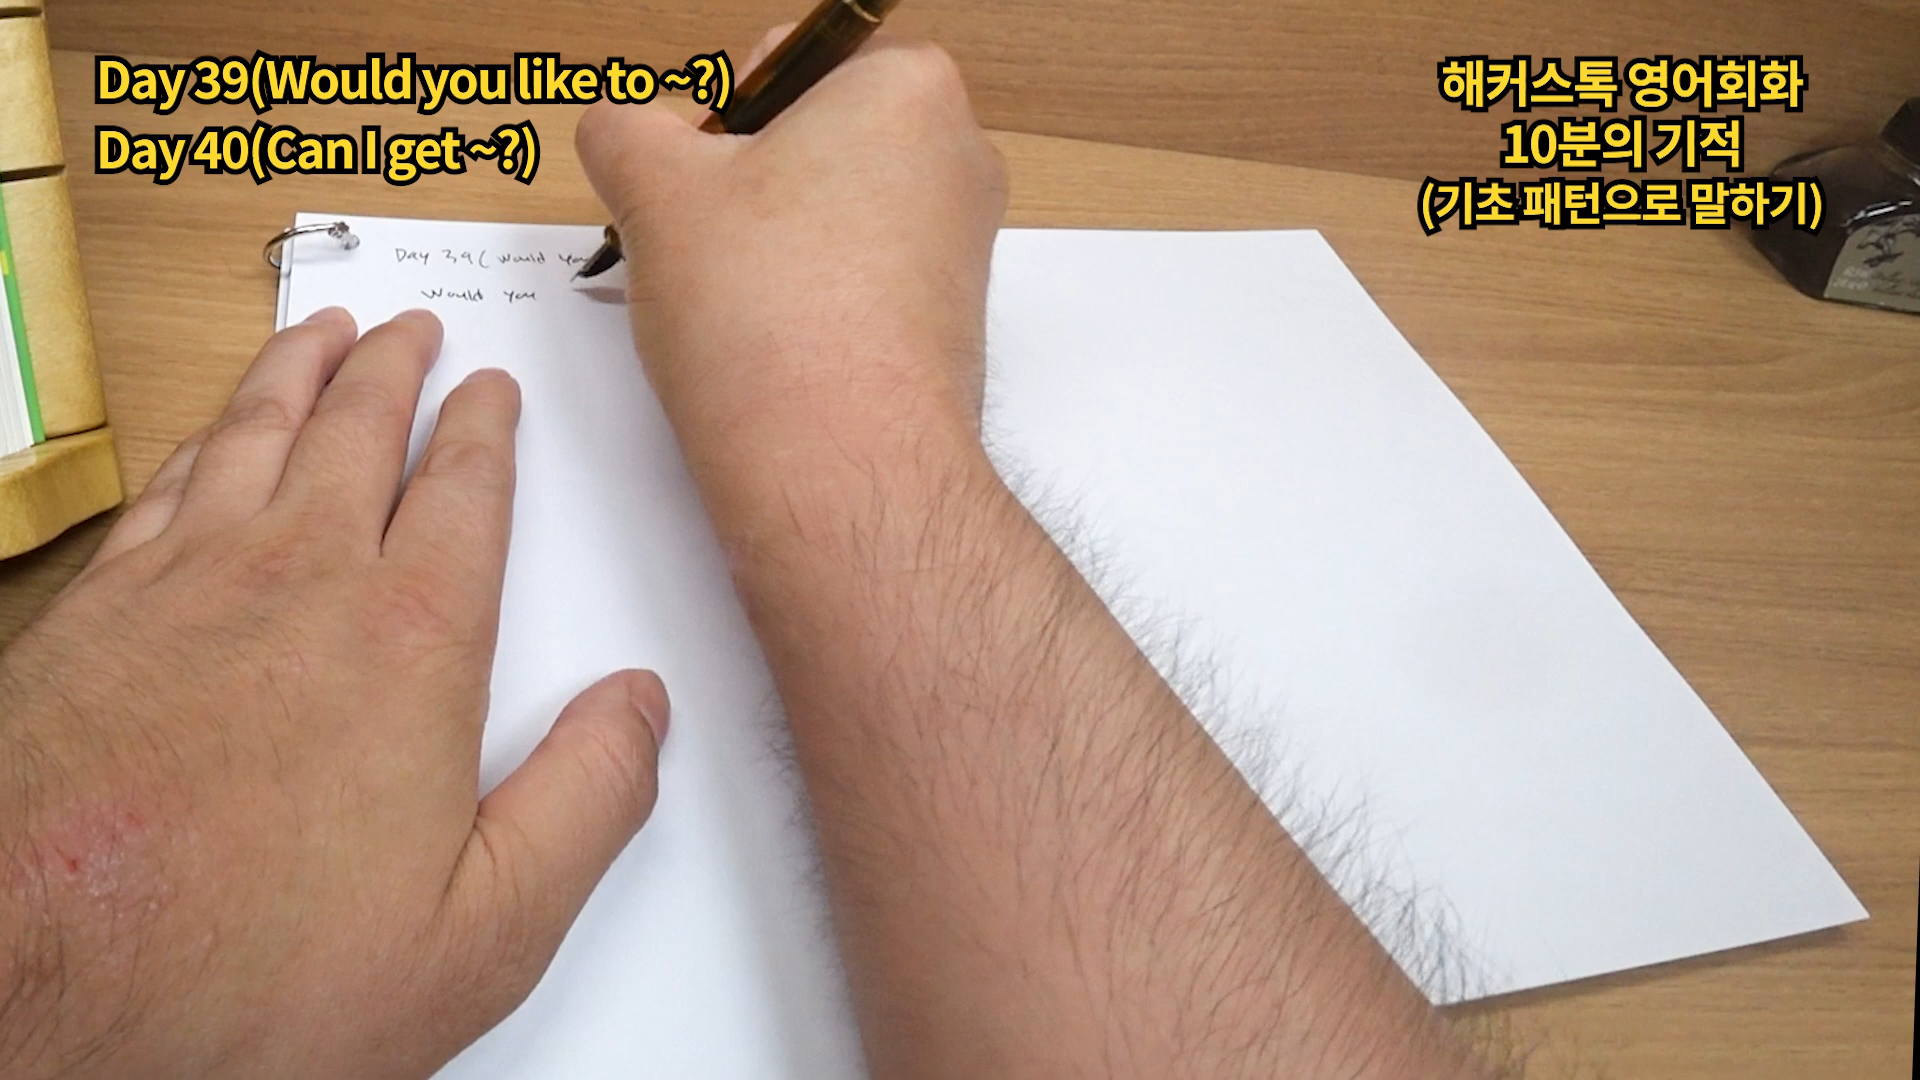 Day 39(Would you like to ~?)
Day 40(Can I get ~?)
해커스톡 영어회화
10분의 기적
(기초 패턴으로 말하기)
Day 39 ( Would you
Would you